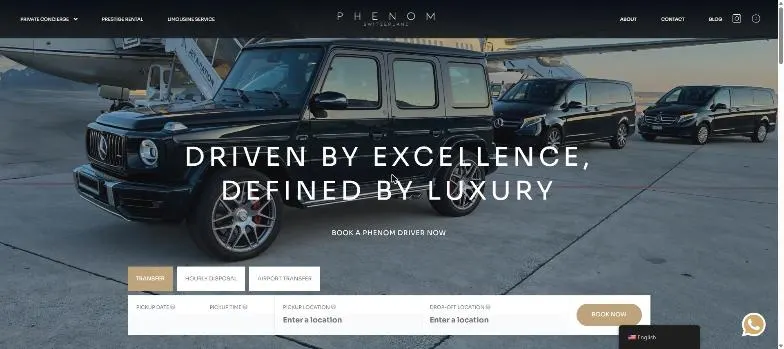 PRIVATE CONCIERGE
PRESTIGE RENTAL
LIMOUSINE SERVICE
PHENOM
SWITZERLAND
ABOUT
CONTACT
BLOG
DRIVEN BY EXCELLENCE,
DEFINED BY LUXURY
BOOK A PHENOM DRIVER NOW
TRANSFER
HOURLY DISPOSAL
AIRPORT TRANSFER
PICKUP DATE
PICKUP TIME
PICKUP LOCATION
DROP-OFF LOCATION
Enter a location
Enter a location
BOOK NOW
English